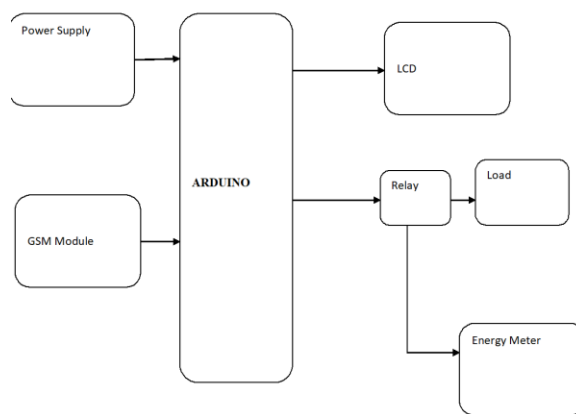 Power Supply
LCD
ARDUINO
Relay
Load
GSM Module
Energy Meter